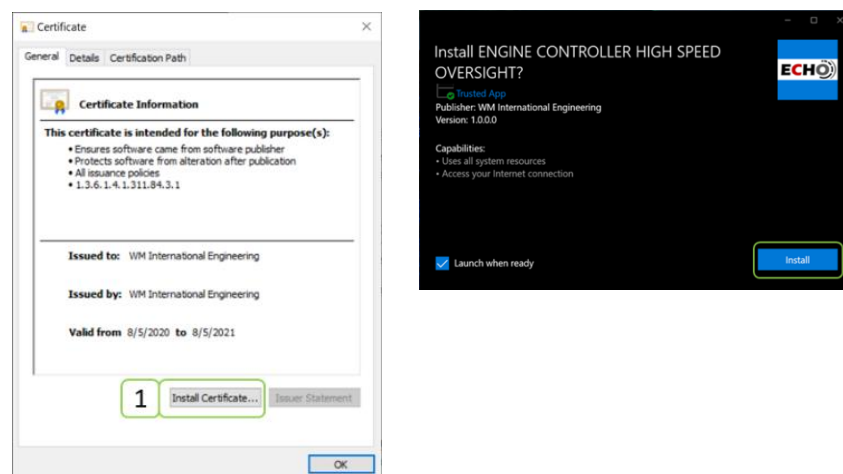 Certificate
General Details Certification Path
Certificate Information
This certificate is intended for the following purpose(s):
• Ensures software came from software publisher
• Protects software from alteration after publication
• All issuance policies
• 1.3.6.1.4.1.311.84.3.1
Issued to: WM International Engineering
Issued by: WM International Engineering
Valid from 8/5/2020 to 8/5/2021
1
Install Certificate...
Issuer Statement
OK
Install ENGINE CONTROLLER HIGH SPEED
OVERSIGHT?
ECHO
Trusted App
Publisher: WM International Engineering
Version: 1.0.0.0
Capabilities:
• Uses all system resources
• Access your Internet connection
Launch when ready
Install